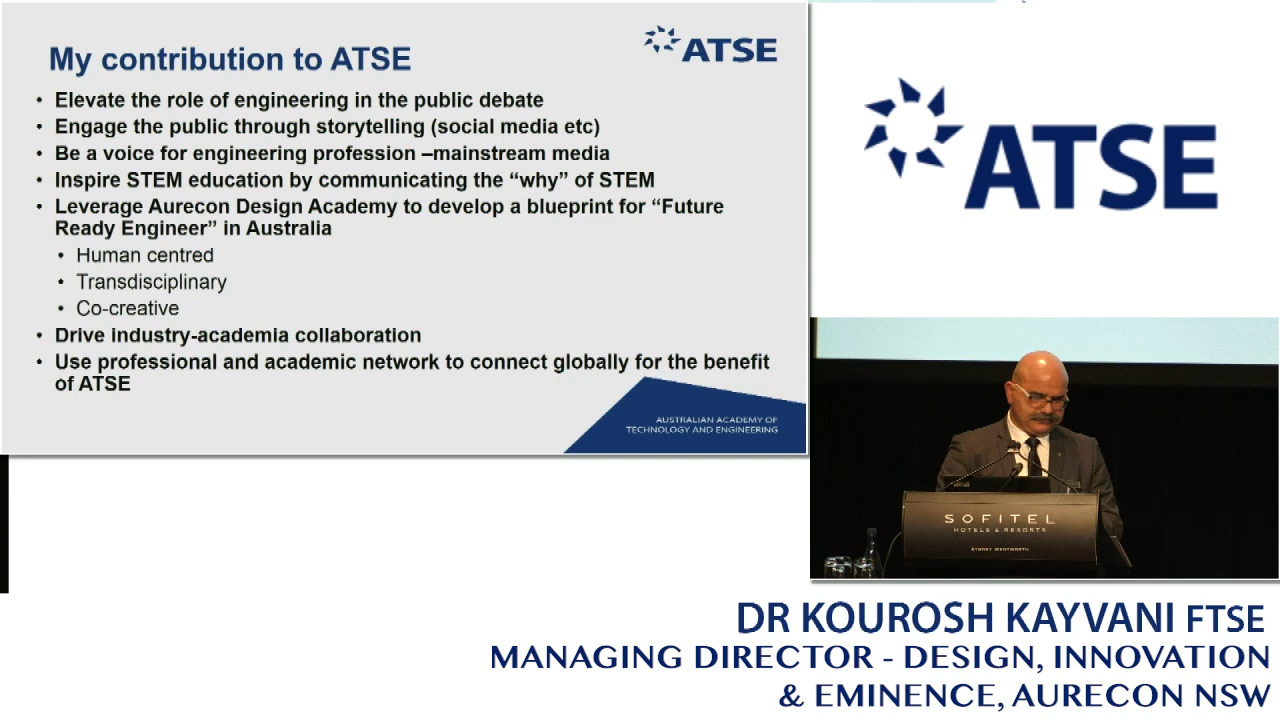 My contribution to ATSE
ATSE
• Elevate the role of engineering in the public debate
• Engage the public through storytelling (social media etc)
• Be a voice for engineering profession –mainstream media
• Inspire STEM education by communicating the “why” of STEM
• Leverage Aurecon Design Academy to develop a blueprint for “Future
Ready Engineer” in Australia
• Human centred
• Transdisciplinary
• Co-creative
• Drive industry-academia collaboration
• Use professional and academic network to connect globally for the benefit
of ATSE
AUSTRALIAN ACADEMY OF
TECHNOLOGY AND ENGINEERING
ATSE
SOFITEL
HOTELS & RESORTS
SYDNEY WENTWORTH
DR KOUROSH KAYVANI FTSE
MANAGING DIRECTOR - DESIGN, INNOVATION
& EMINENCE, AURECON NSW